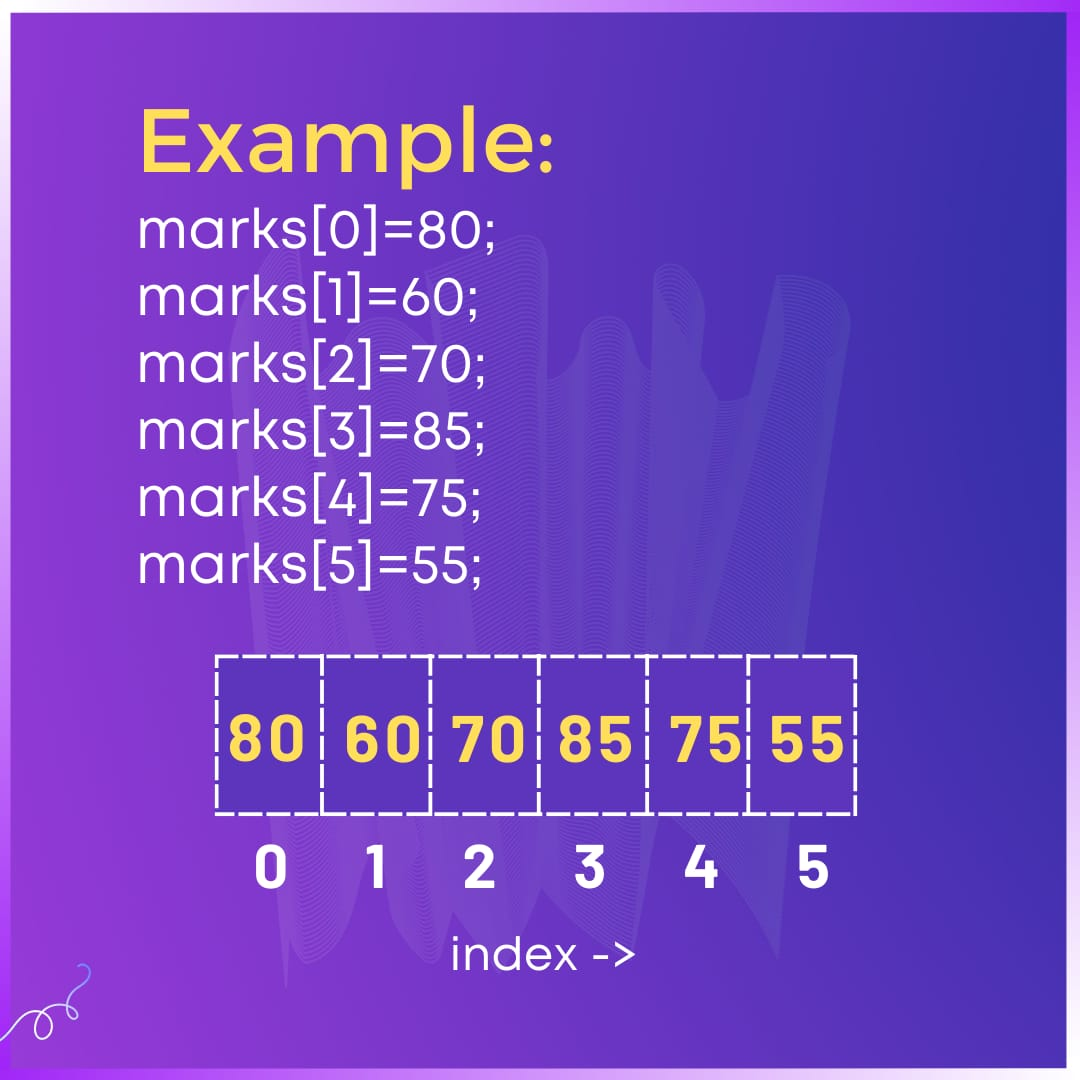 Example:
marks[0]=80;
marks[1]=60;
marks[2]=70;
marks[3]=85;
marks[4]=75;
marks[5]=55;
80 60 70 85 75 55
0 1 2 3 4 5
index ->